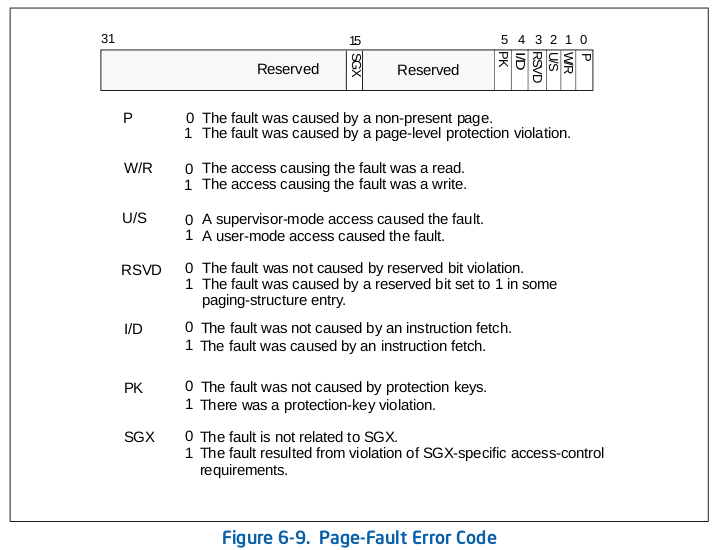 31 15 5 4 3 2 1 0
Reserved SGX Reserved PK I/D RSVD U/S W/R P
P 0 The fault was caused by a non-present page.
1 The fault was caused by a page-level protection violation.
W/R 0 The access causing the fault was a read.
1 The access causing the fault was a write.
U/S 0 A supervisor-mode access caused the fault.
1 A user-mode access caused the fault.
RSVD 0 The fault was not caused by reserved bit violation.
1 The fault was caused by a reserved bit set to 1 in some
paging-structure entry.
I/D 0 The fault was not caused by an instruction fetch.
1 The fault was caused by an instruction fetch.
PK 0 The fault was not caused by protection keys.
1 There was a protection-key violation.
SGX 0 The fault is not related to SGX.
1 The fault resulted from violation of SGX-specific access-control
requirements.
Figure 6-9. Page-Fault Error Code